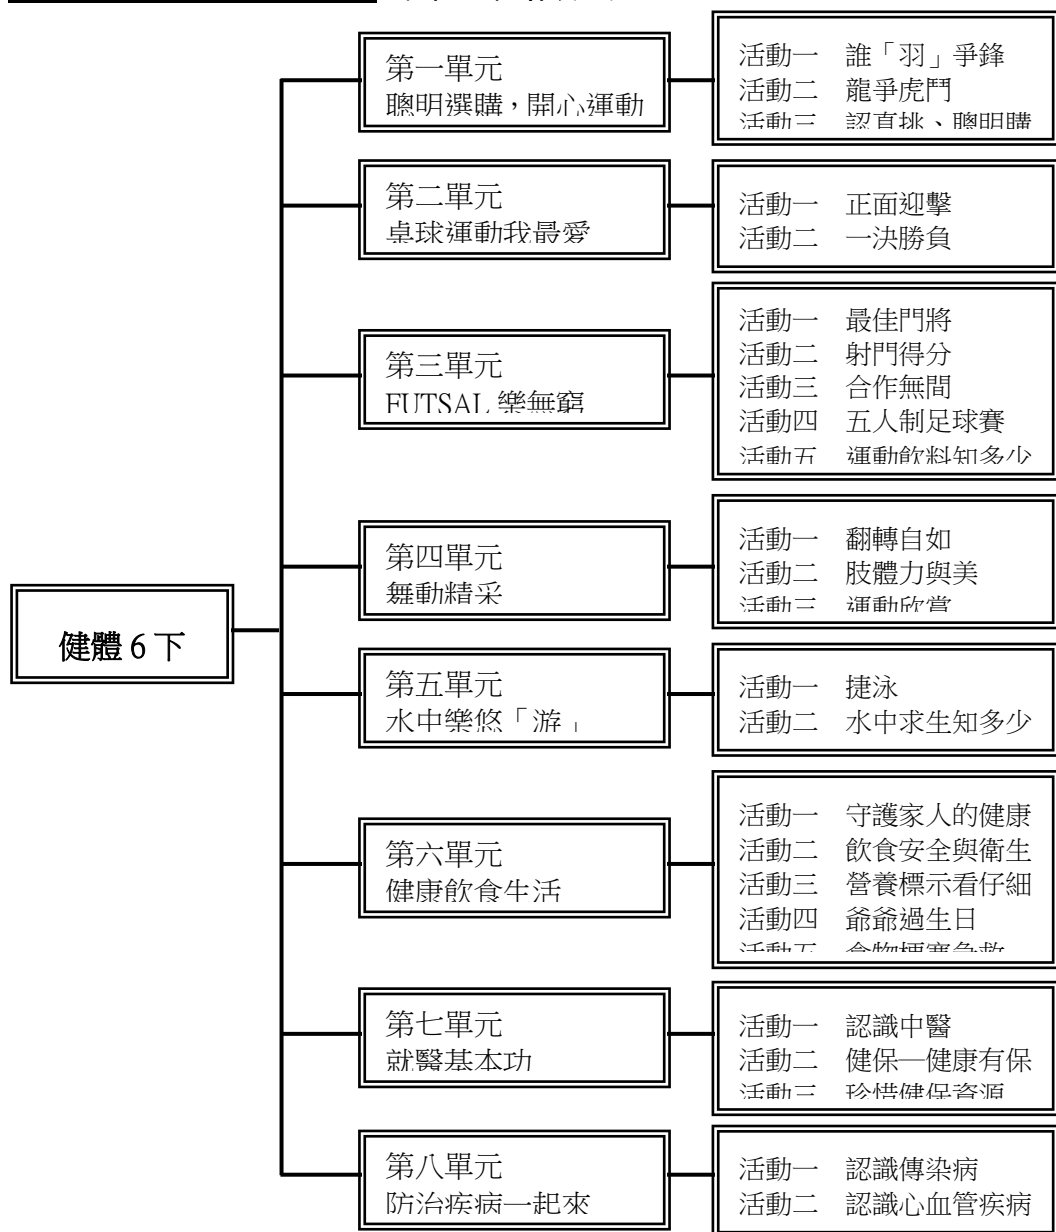 健體 6 下
第一單元
聰明選購，開心運動
活動一　誰「羽」爭鋒
活動二　龍爭虎鬥
活動三　認真挑、聰明購
第二單元
桌球運動我最愛
活動一　正面迎擊
活動二　一決勝負
第三單元
FUTSAL 樂無窮
活動一　最佳門將
活動二　射門得分
活動三　合作無間
活動四　五人制足球賽
活動五　運動飲料知多少
第四單元
舞動精采
活動一　翻轉自如
活動二　肢體力與美
活動三　運動欣賞
第五單元
水中樂悠「游」
活動一　捷泳
活動二　水中求生知多少
第六單元
健康飲食生活
活動一　守護家人的健康
活動二　飲食安全與衛生
活動三　營養標示看仔細
活動四　爺爺過生日
活動五　食物梗塞急救
第七單元
就醫基本功
活動一　認識中醫
活動二　健保─健康有保
活動三　珍惜健保資源
第八單元
防治疾病一起來
活動一　認識傳染病
活動二　認識心血管疾病